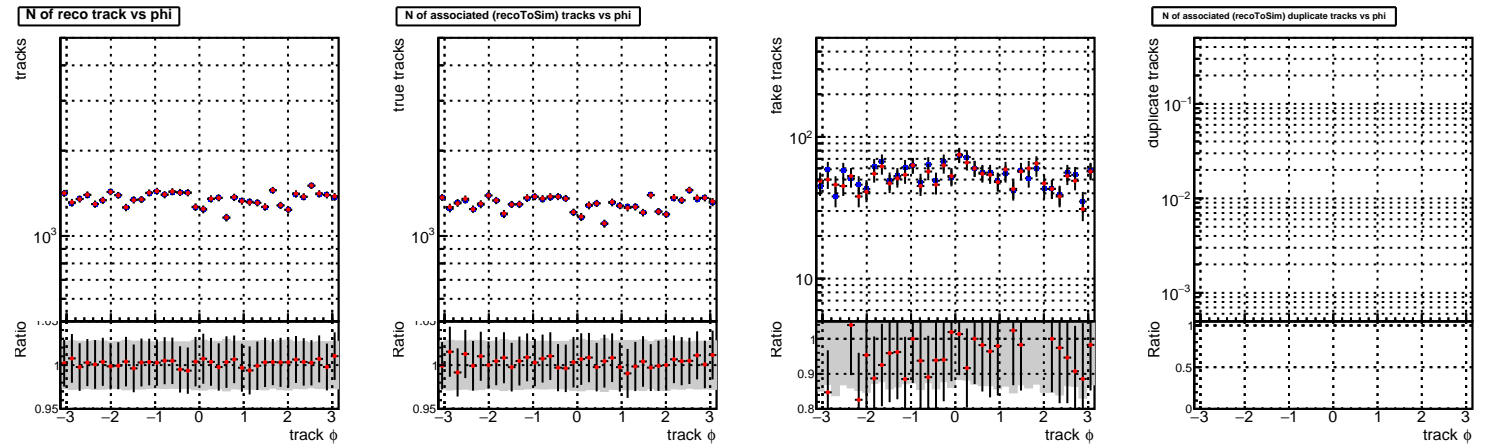 N of reco track vs phi
tracks
10³
Ratio
1.05
1
0.95
−3 −2 −1 0 1 2 3
track ϕ
N of associated (recoToSim) tracks vs phi
true tracks
10³
Ratio
1.05
1
0.95
−3 −2 −1 0 1 2 3
track ϕ
fake tracks
10²
10
Ratio
1
0.9
0.8
−3 −2 −1 0 1 2 3
track ϕ
N of associated (recoToSim) duplicate tracks vs phi
duplicate tracks
10⁻¹
10⁻²
10⁻³
Ratio
1
0.5
0
−3 −2 −1 0 1 2 3
track ϕ